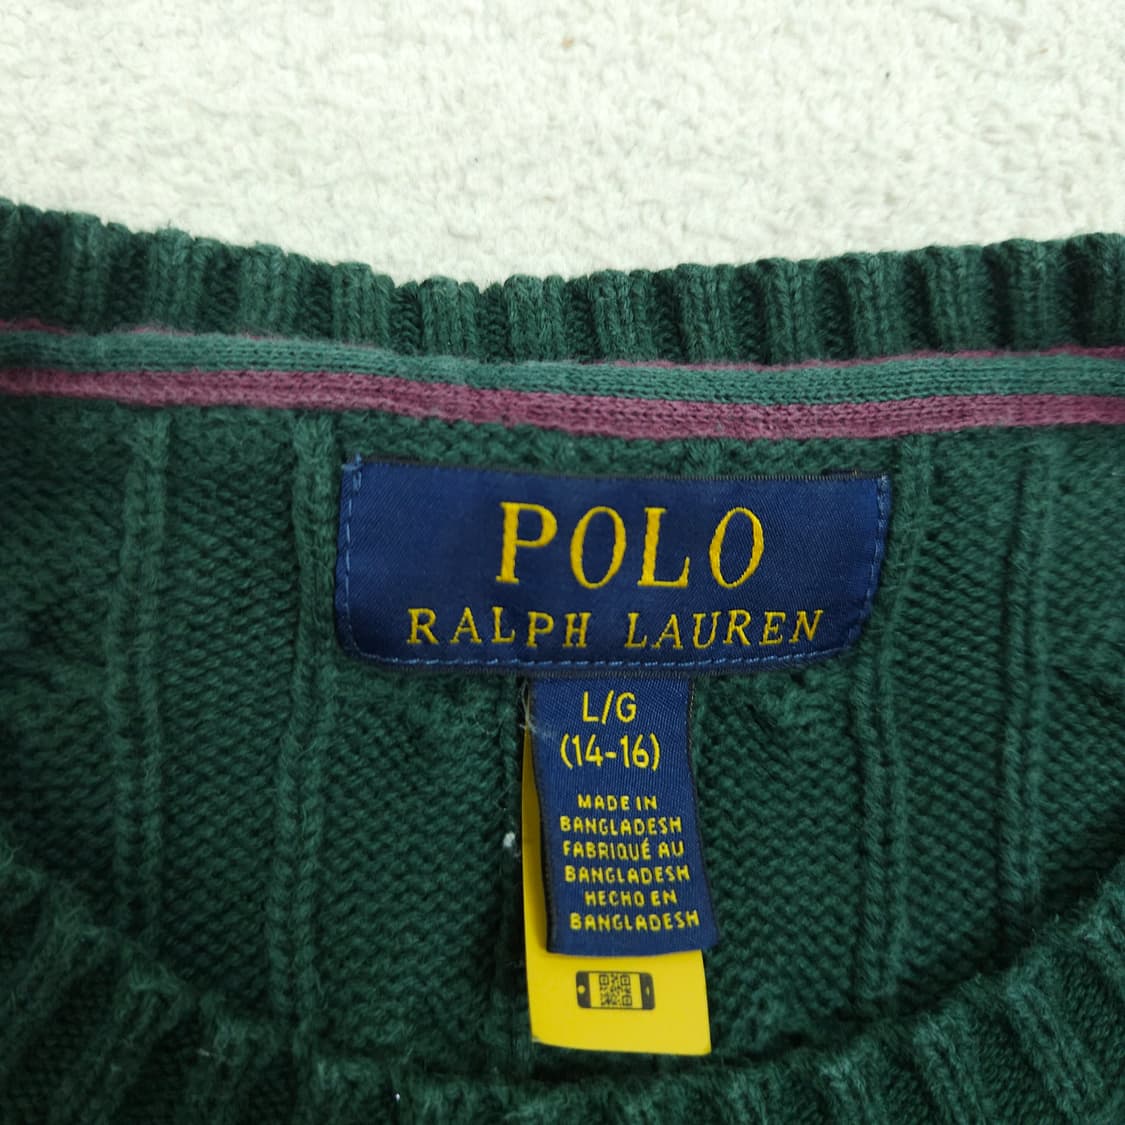 POLO
RALPH LAUREN
L/G
(14-16)
MADE IN
BANGLADESH
FABRIQUÉ AU
BANGLADESH
HECHO EN
BANGLADESH